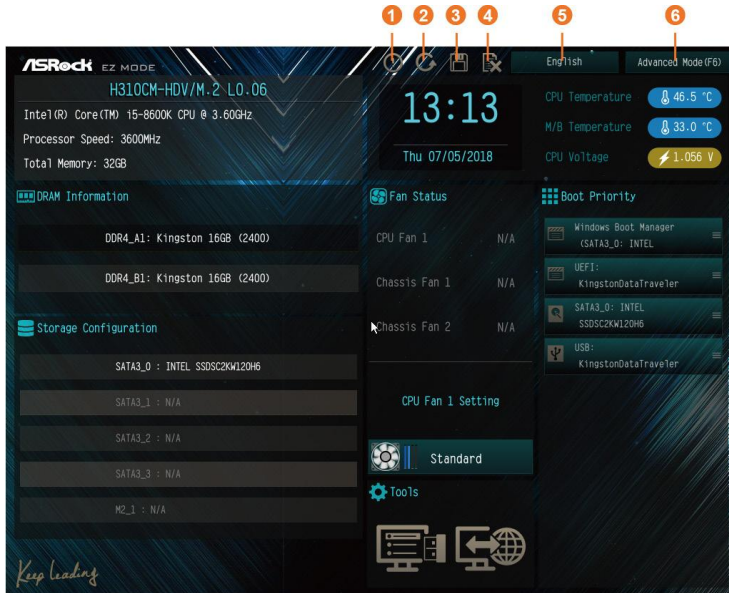 1 2 3 4 5 6
ASRock EZ MODE
English
Advanced Mode(F6)
H310CM-HDV/M.2 L0.06
Intel(R) Core(TM) i5-8600K CPU @ 3.60GHz
Processor Speed: 3600MHz
Total Memory: 32GB
13:13
Thu 07/05/2018
CPU Temperature 46.5 °C
M/B Temperature 33.0 °C
CPU Voltage 1.056 V
DRAM Information
DDR4_A1: Kingston 16GB (2400)
DDR4_B1: Kingston 16GB (2400)
Storage Configuration
SATA3_0 : INTEL SSDSC2KW120H6
SATA3_1 : N/A
SATA3_2 : N/A
SATA3_3 : N/A
M2_1 : N/A
Keep Leading
Fan Status
CPU Fan 1 N/A
Chassis Fan 1 N/A
Chassis Fan 2 N/A
CPU Fan 1 Setting
Standard
Tools
Boot Priority
Windows Boot Manager
(SATA3_0: INTEL
UEFI:
KingstonDataTraveler
SATA3_0: INTEL
SSDSC2KW120H6
USB:
KingstonDataTraveler